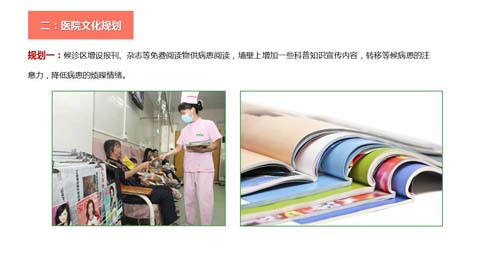 二：医院文化规划
规划一：候诊区增设报刊、杂志等免费阅读物供病患阅读，墙壁上增加一些科普知识宣传内容，转移等候病患的注
意力，降低病患的烦躁情绪。